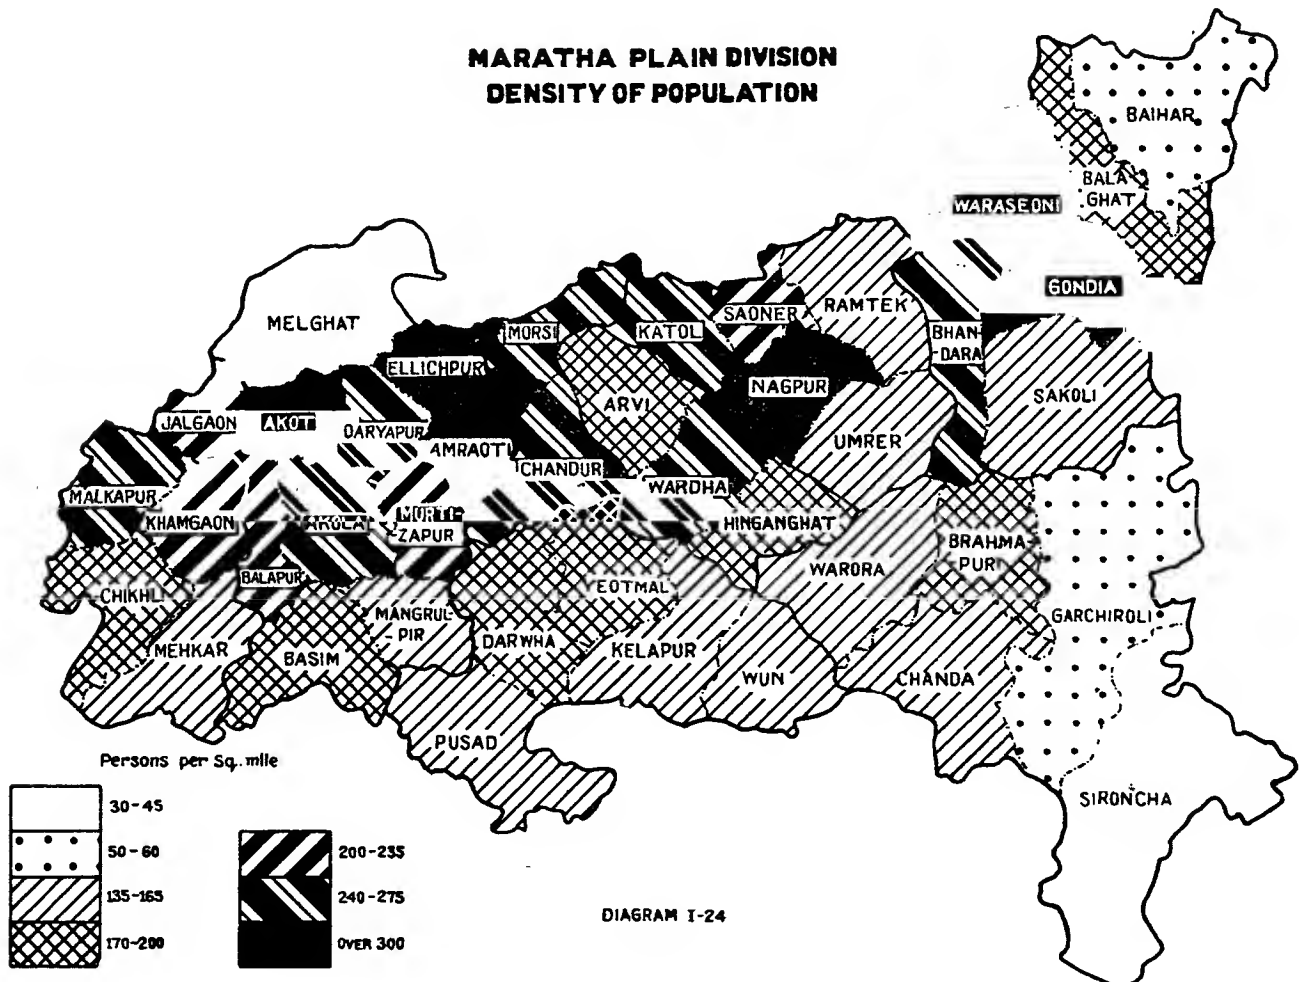 MARATHA PLAIN DIVISION
DENSITY OF POPULATION
BAIHAR
BALA
GHAT
WARASEONI
GONDIA
MELGHAT
MORSI
KATOL
SAONER
RAMTEK
BHAN-
-DARA
ELLICHPUR
NAGPUR
SAKOLI
ARVI
JALGAON
AKOT
DARYAPUR
AMRAOTI
UMRER
CHANDUR
WARDHA
MALKAPUR
KHAMGAON
AKOLA
MURTI-
ZAPUR
HINGANGHAT
BRAHMA-
PUR
WARORA
BALAPUR
CHIKHLI
EOTMAL
MANGRUL-
-PIR
GARCHIROLI
MEHKAR
BASIM
DARWHA
KELAPUR
WUN
CHANDA
PUSAD
SIRONCHA
Persons per Sq. mile
30-45
50-60
135-165
170-200
200-235
240-275
OVER 300
DIAGRAM I-24